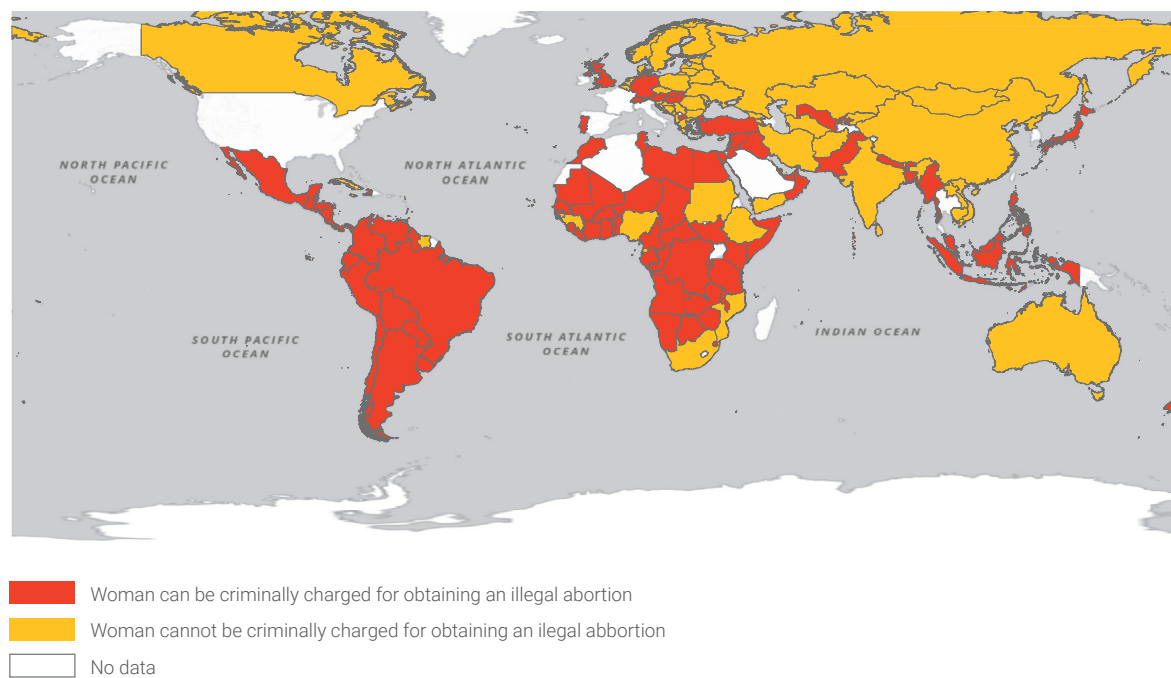 NORTH PACIFIC
OCEAN
NORTH ATLANTIC
OCEAN
SOUTH PACIFIC
OCEAN
SOUTH ATLANTIC
OCEAN
INDIAN OCEAN
Woman can be criminally charged for obtaining an illegal abortion
Woman cannot be criminally charged for obtaining an ilegal abbortion
No data